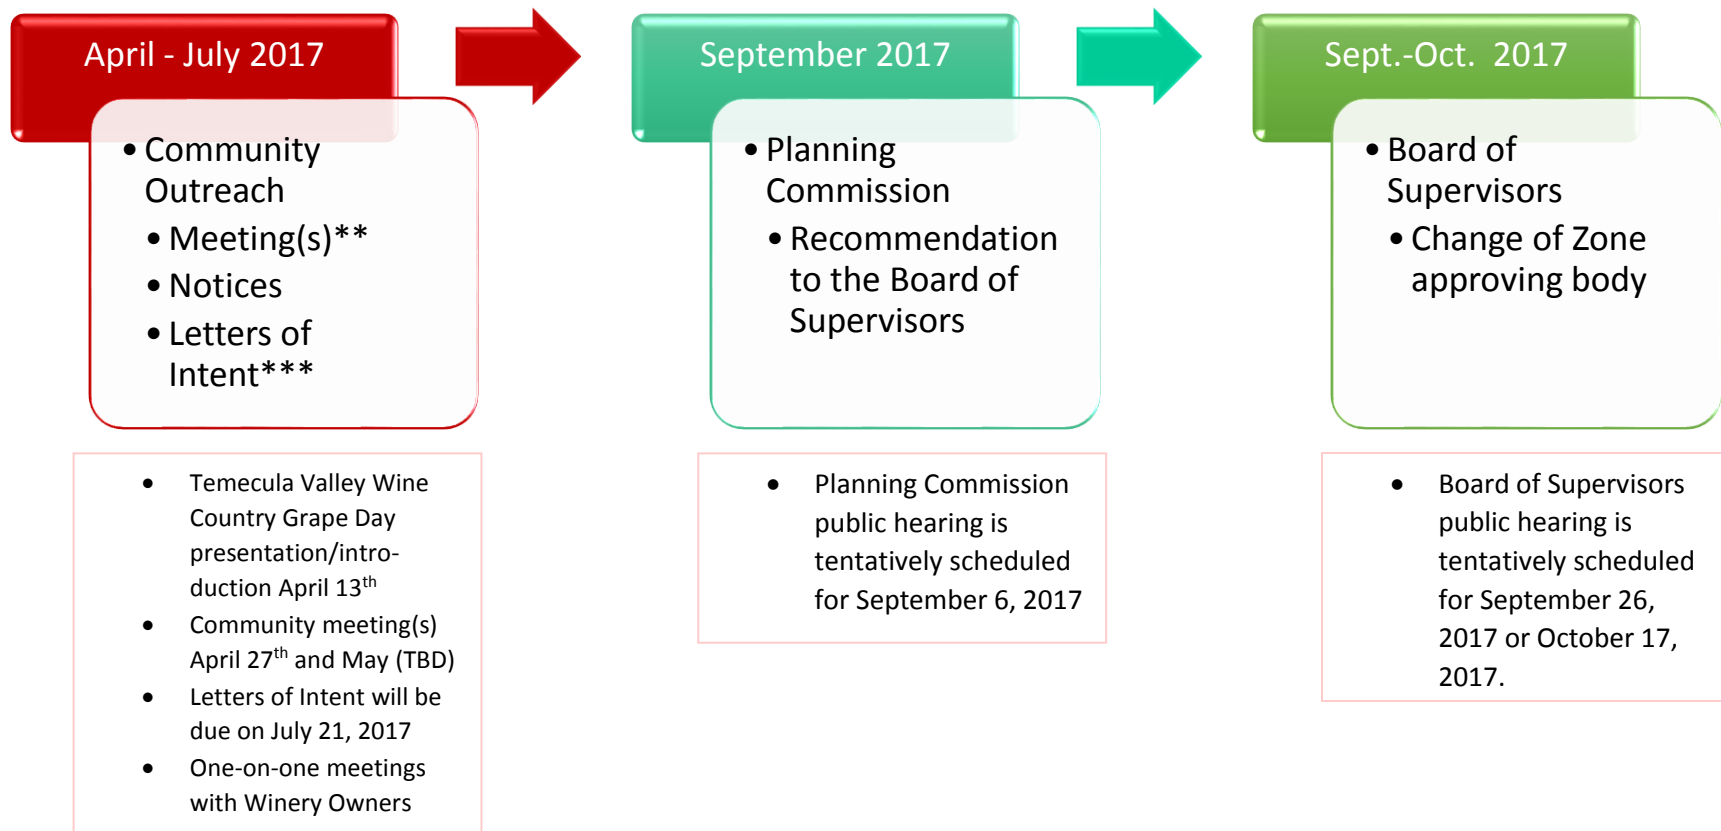 April - July 2017
• Community
Outreach
• Meeting(s)**
• Notices
• Letters of
Intent***
• Temecula Valley Wine
Country Grape Day
presentation/intro-
duction April 13th
• Community meeting(s)
April 27th and May (TBD)
• Letters of Intent will be
due on July 21, 2017
• One-on-one meetings
with Winery Owners
September 2017
• Planning
Commission
• Recommendation
to the Board of
Supervisors
• Planning Commission
public hearing is
tentatively scheduled
for September 6, 2017
Sept.-Oct. 2017
• Board of
Supervisors
• Change of Zone
approving body
• Board of Supervisors
public hearing is
tentatively scheduled
for September 26,
2017 or October 17,
2017.